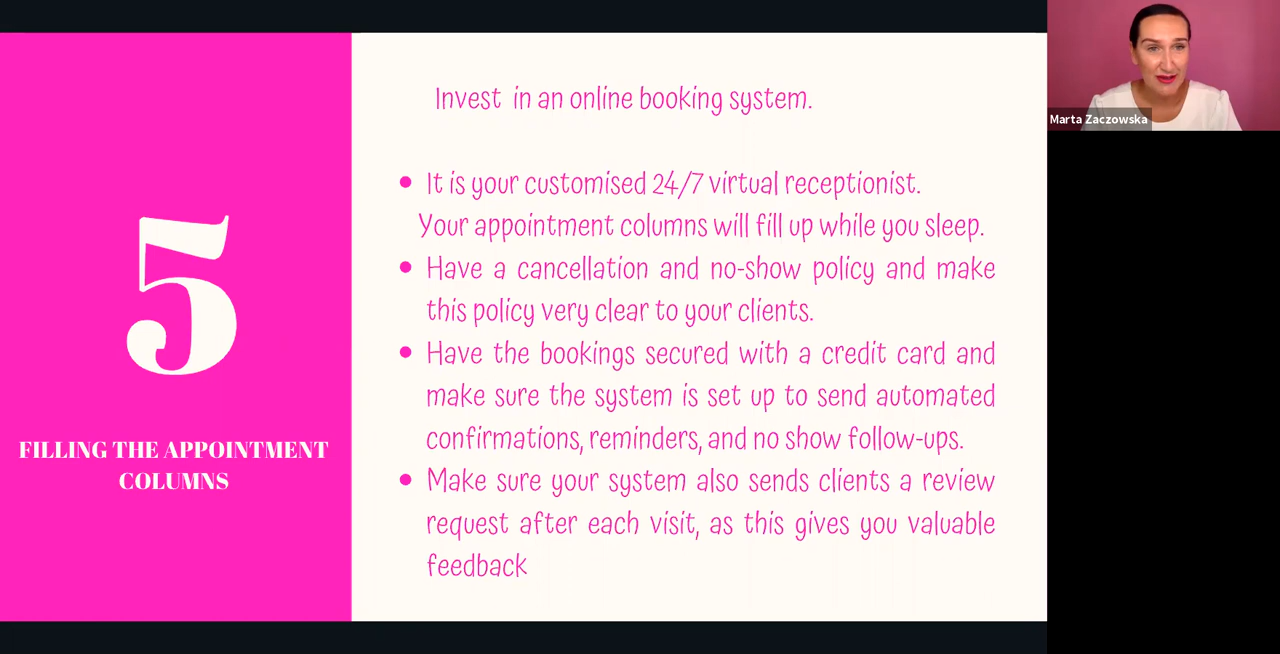 5
FILLING THE APPOINTMENT
COLUMNS
Invest in an online booking system.
• It is your customised 24/7 virtual receptionist.
Your appointment columns will fill up while you sleep.
• Have a cancellation and no-show policy and make
this policy very clear to your clients.
• Have the bookings secured with a credit card and
make sure the system is set up to send automated
confirmations, reminders, and no show follow-ups.
• Make sure your system also sends clients a review
request after each visit, as this gives you valuable
feedback
Marta Zaczowska